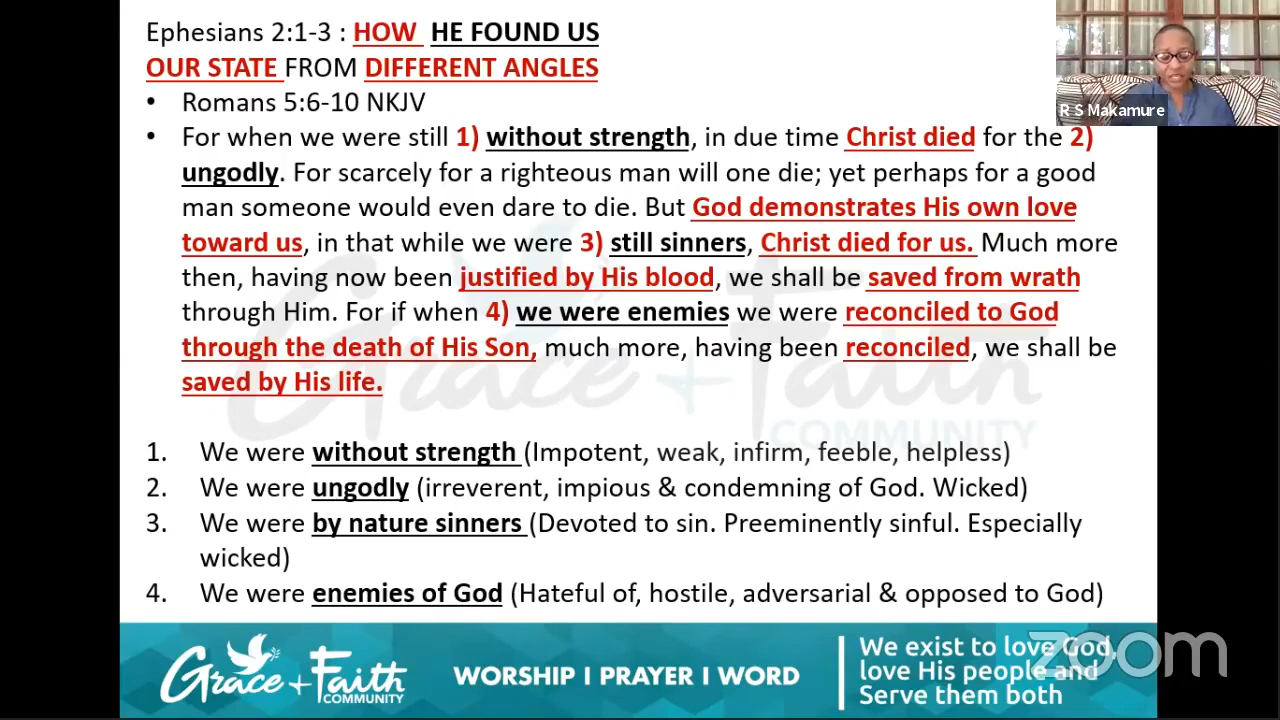 Ephesians 2:1-3 : HOW HE FOUND US
OUR STATE FROM DIFFERENT ANGLES
• Romans 5:6-10 NKJV
• For when we were still 1) without strength, in due time Christ died for the 2)
ungodly. For scarcely for a righteous man will one die; yet perhaps for a good
man someone would even dare to die. But God demonstrates His own love
toward us, in that while we were 3) still sinners, Christ died for us. Much more
then, having now been justified by His blood, we shall be saved from wrath
through Him. For if when 4) we were enemies we were reconciled to God
through the death of His Son, much more, having been reconciled, we shall be
saved by His life.
1. We were without strength (Impotent, weak, infirm, feeble, helpless)
2. We were ungodly (irreverent, impious & condemning of God. Wicked)
3. We were by nature sinners (Devoted to sin. Preeminently sinful. Especially
wicked)
4. We were enemies of God (Hateful of, hostile, adversarial & opposed to God)
R S Makamure
Grace + Faith
COMMUNITY
Grace + Faith
COMMUNITY
WORSHIP I PRAYER I WORD
We exist to love God,
love His people and
Serve them both
zoom